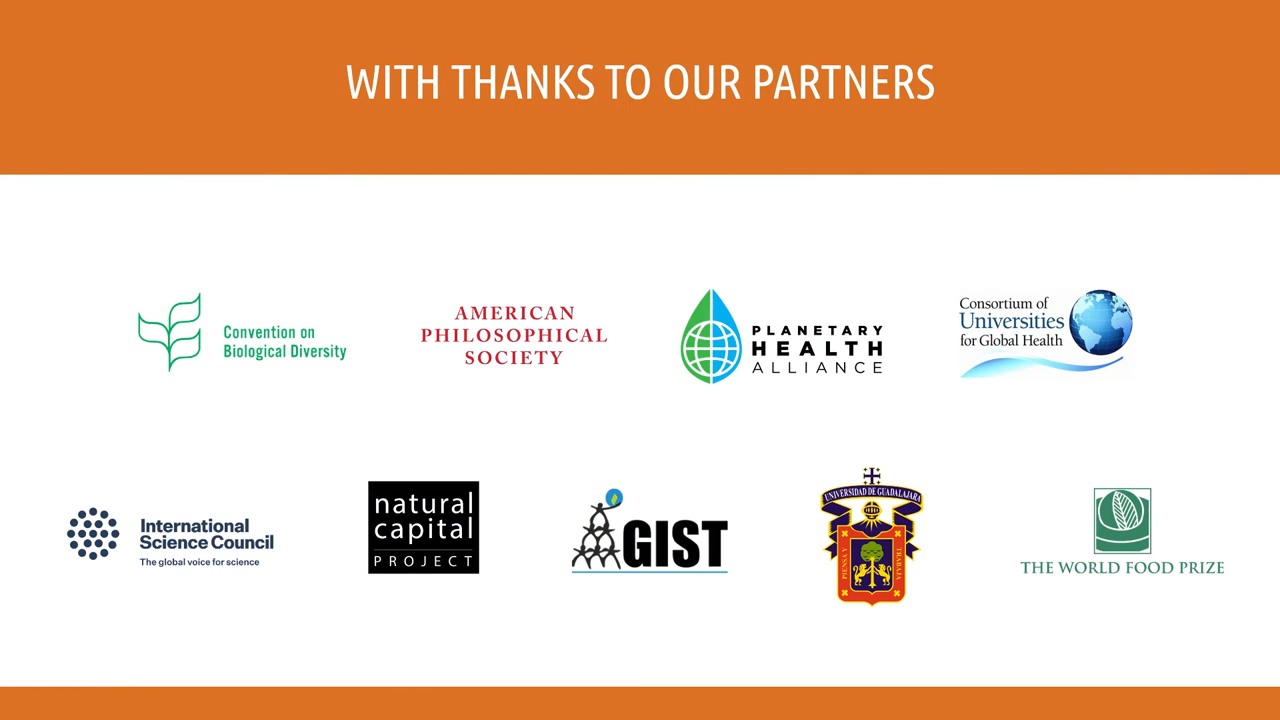 WITH THANKS TO OUR PARTNERS
Convention on
Biological Diversity
AMERICAN
PHILOSOPHICAL
SOCIETY
PLANETARY
HEALTH
ALLIANCE
Consortium of
Universities
for Global Health
International
Science Council
The global voice for science
natural
capital
PROJECT
GIST
UNIVERSIDAD DE GUADALAJARA
PIENSA Y
TRABAJA
THE WORLD FOOD PRIZE